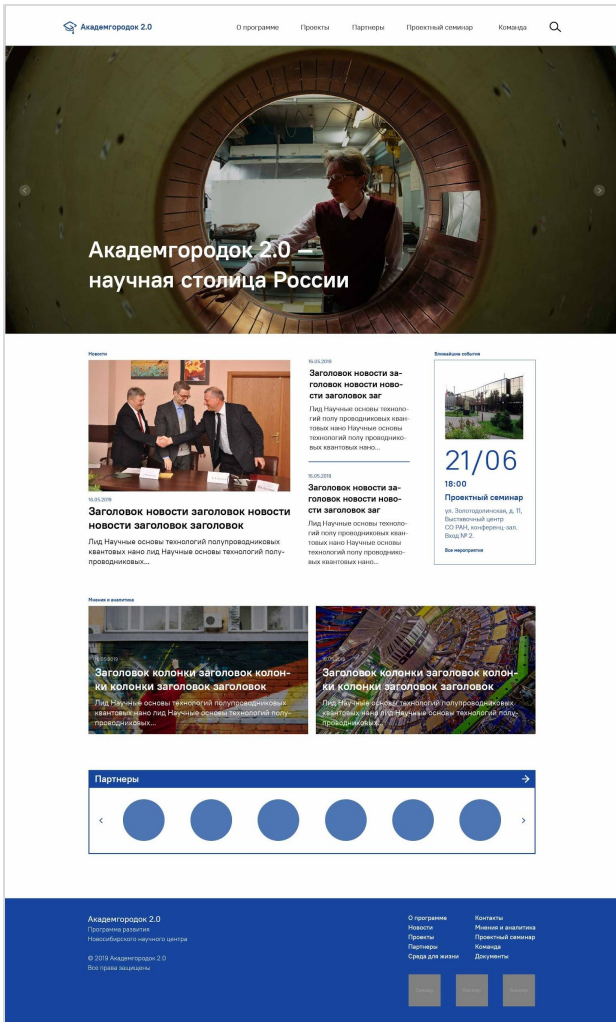 Академгородок 2.0
О программе
Проекты
Партнеры
Проектный семинар
Команда
Академгородок 2.0 –
научная столица России
Новости
16.05.2019
Заголовок новости заголовок новости
новости заголовок заголовок
Лид Научные основы технологий полупроводниковых
квантовых нано лид Научные основы технологий полу-
проводниковых...
16.05.2019
Заголовок новости за-
головок новости ново-
сти заголовок заг
Лид Научные основы техноло-
гий полу проводниковых кван-
товых нано Научные основы
технологий полу проводнико-
вых квантовых нано...
16.05.2019
Заголовок новости за-
головок новости ново-
сти заголовок заг
Лид Научные основы техноло-
гий полу проводниковых кван-
товых нано Научные основы
технологий полу проводнико-
вых квантовых нано...
Ближайшие события
21/06
18:00
Проектный семинар
ул. Золотодолинская, д. 11,
Выставочный центр
СО РАН, конференц-зал.
Вход № 2.
Все мероприятия
Мнения и аналитика
16.05.2019
Заголовок колонки заголовок колон-
ки колонки заголовок заголовок
Лид Научные основы технологий полупроводниковых
квантовых нано лид Научные основы технологий полу-
проводниковых...
16.05.2019
Заголовок колонки заголовок колон-
ки колонки заголовок заголовок
Лид Научные основы технологий полупроводниковых
квантовых нано лид Научные основы технологий полу-
проводниковых...
Партнеры
Академгородок 2.0
Программа развития
Новосибирского научного центра
© 2019 Академгородок 2.0
Все права защищены
О программе
Новости
Проекты
Партнеры
Среда для жизни
Контакты
Мнения и аналитика
Проектный семинар
Команда
Документы